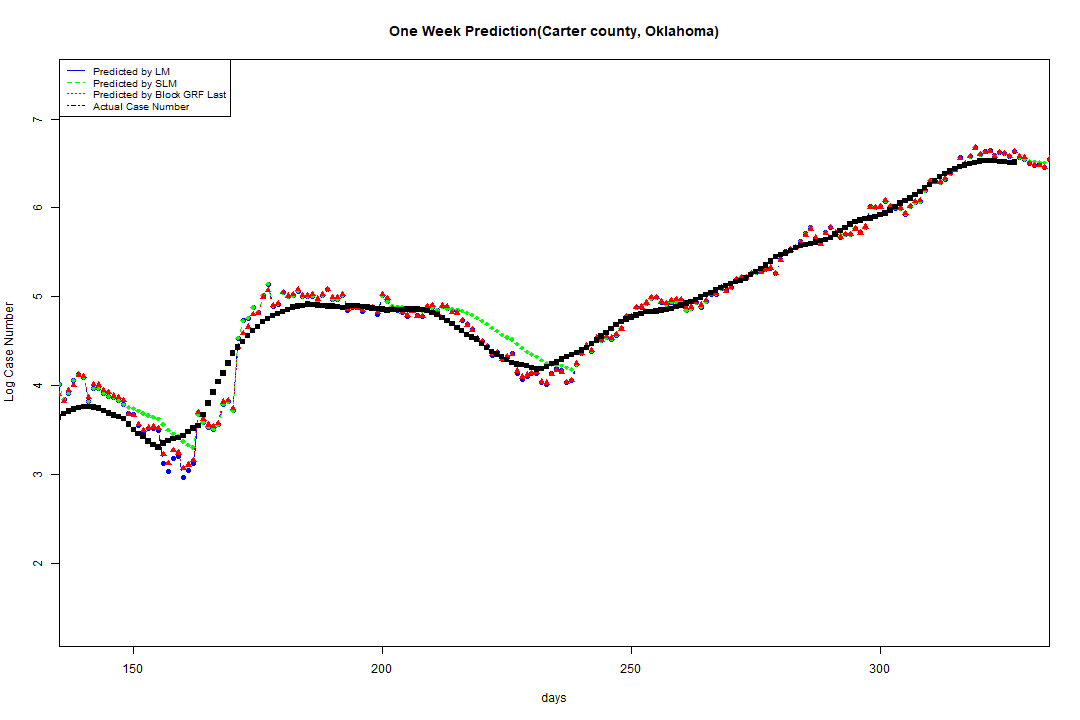 One Week Prediction(Carter county, Oklahoma)
Predicted by LM
Predicted by SLM
Predicted by Block GRF Last
Actual Case Number
7
6
5
4
3
2
Log Case Number
150 200 250 300
days